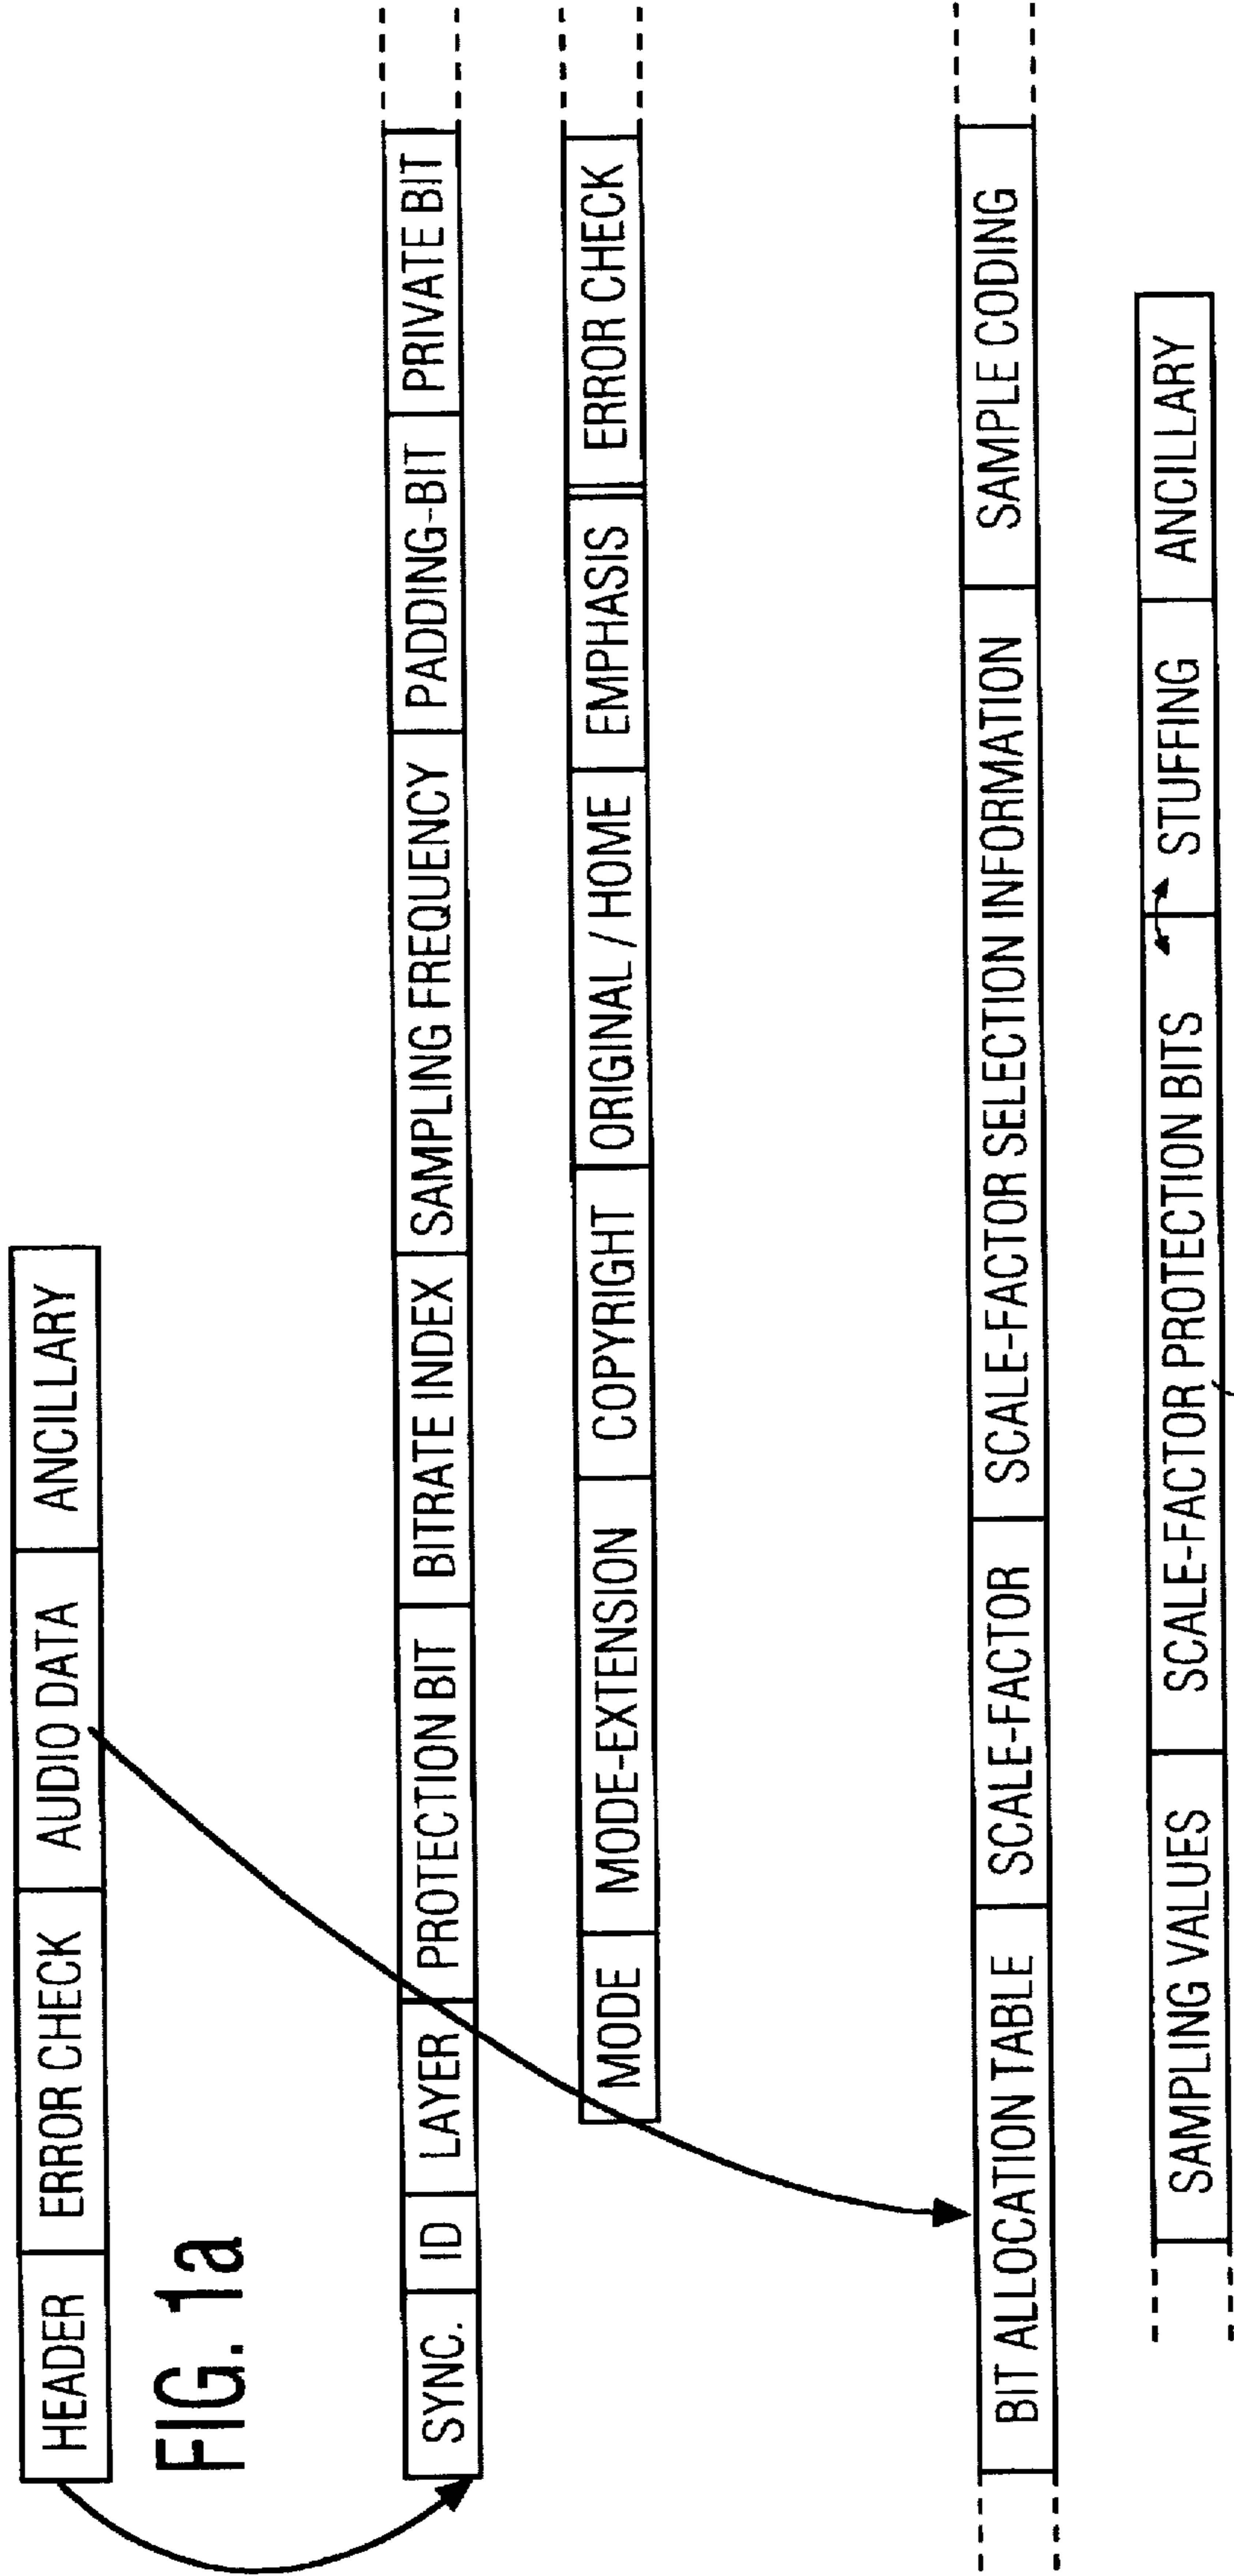 HEADER ERROR CHECK AUDIO DATA ANCILLARY
FIG. 1a
SYNC. ID LAYER PROTECTION BIT BITRATE INDEX SAMPLING FREQUENCY PADDING-BIT PRIVATE BIT
MODE MODE-EXTENSION COPYRIGHT ORIGINAL / HOME EMPHASIS ERROR CHECK
BIT ALLOCATION TABLE SCALE-FACTOR SCALE-FACTOR SELECTION INFORMATION SAMPLE CODING
SAMPLING VALUES SCALE-FACTOR PROTECTION BITS STUFFING ANCILLARY